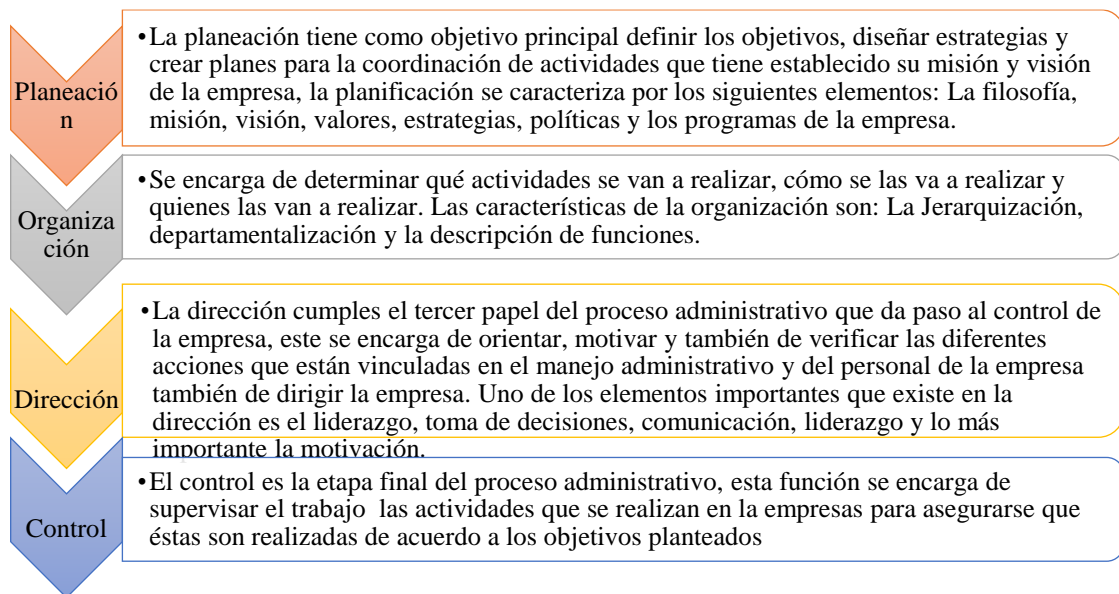 Planeació
n
•La planeación tiene como objetivo principal definir los objetivos, diseñar estrategias y
crear planes para la coordinación de actividades que tiene establecido su misión y visión
de la empresa, la planificación se caracteriza por los siguientes elementos: La filosofía,
misión, visión, valores, estrategias, políticas y los programas de la empresa.
Organiza
ción
•Se encarga de determinar qué actividades se van a realizar, cómo se las va a realizar y
quienes las van a realizar. Las características de la organización son: La Jerarquización,
departamentalización y la descripción de funciones.
Dirección
•La dirección cumples el tercer papel del proceso administrativo que da paso al control de
la empresa, este se encarga de orientar, motivar y también de verificar las diferentes
acciones que están vinculadas en el manejo administrativo y del personal de la empresa
también de dirigir la empresa. Uno de los elementos importantes que existe en la
dirección es el liderazgo, toma de decisiones, comunicación, liderazgo y lo más
importante la motivación.
Control
•El control es la etapa final del proceso administrativo, esta función se encarga de
supervisar el trabajo  las actividades que se realizan en la empresas para asegurarse que
éstas son realizadas de acuerdo a los objetivos planteados